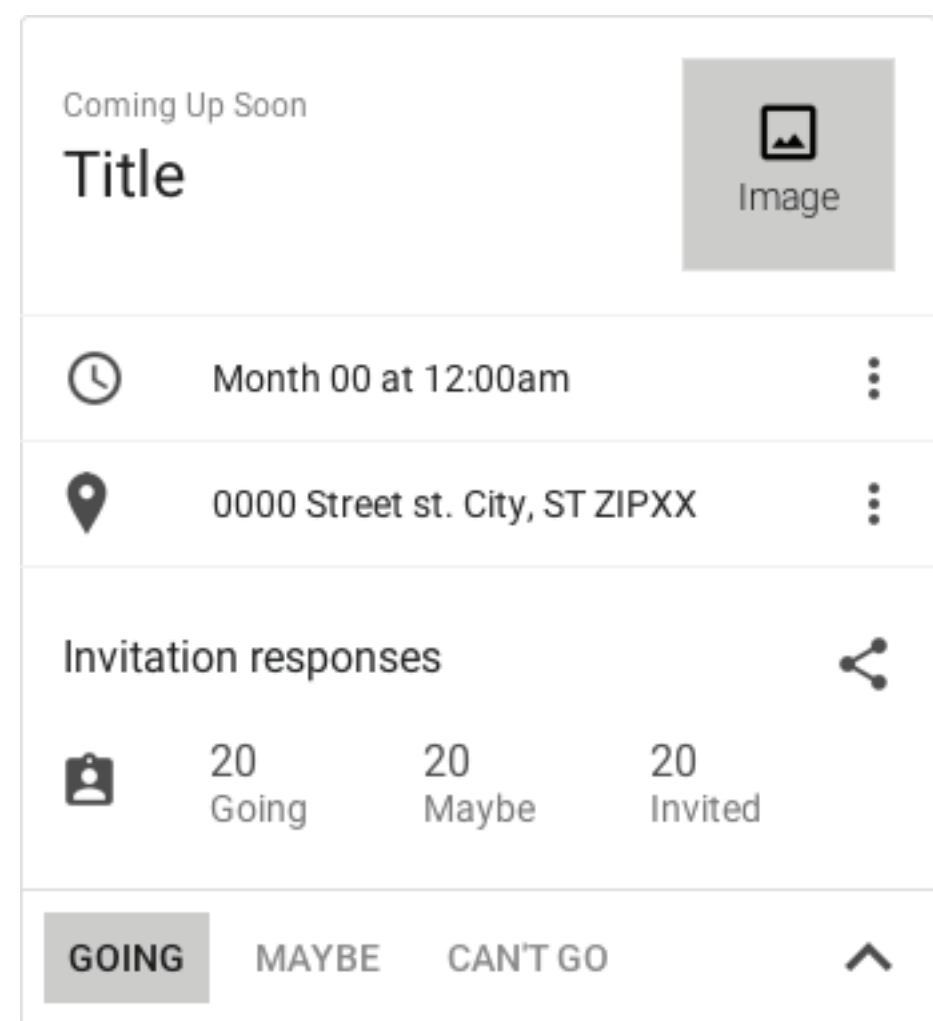 Coming Up Soon
Title
Image
Month 00 at 12:00am
0000 Street st. City, ST ZIPXX
Invitation responses
20 20 20
Going Maybe Invited
GOING MAYBE CAN'T GO